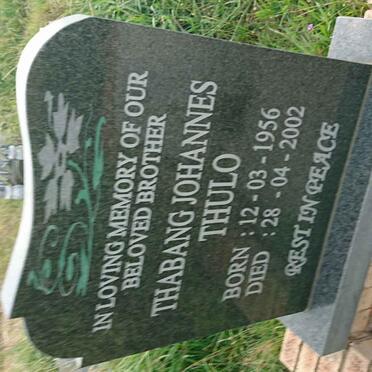 IN LOVING MEMORY OF OUR
BELOVED BROTHER
THABANG JOHANNES
THULO
BORN : 12 - 03 - 1956
DIED : 28 - 04 - 2002
REST IN PEACE